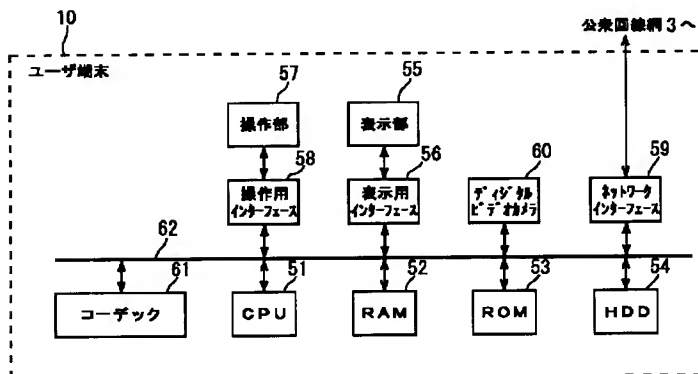 10
公衆回線網3へ
ユーザ端末
57
55
操作部
表示部
58
56
60
59
操作用
インターフェース
表示用
インターフェース
ディジタル
ビデオカメラ
ネットワーク
インターフェース
62
61
51
52
53
54
コーデック
CPU
RAM
ROM
HDD